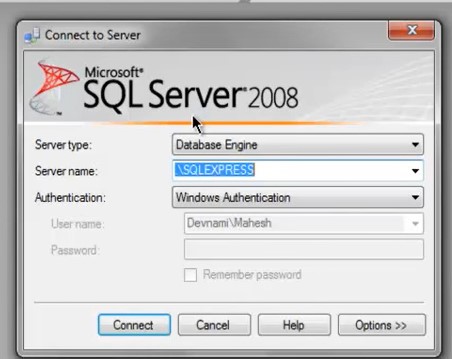 Connect to Server
Microsoft®
SQL Server® 2008
Server type: Database Engine
Server name: .\SQLEXPRESS
Authentication: Windows Authentication
User name: Devnami\Mahesh
Password:
Remember password
Connect Cancel Help Options >>